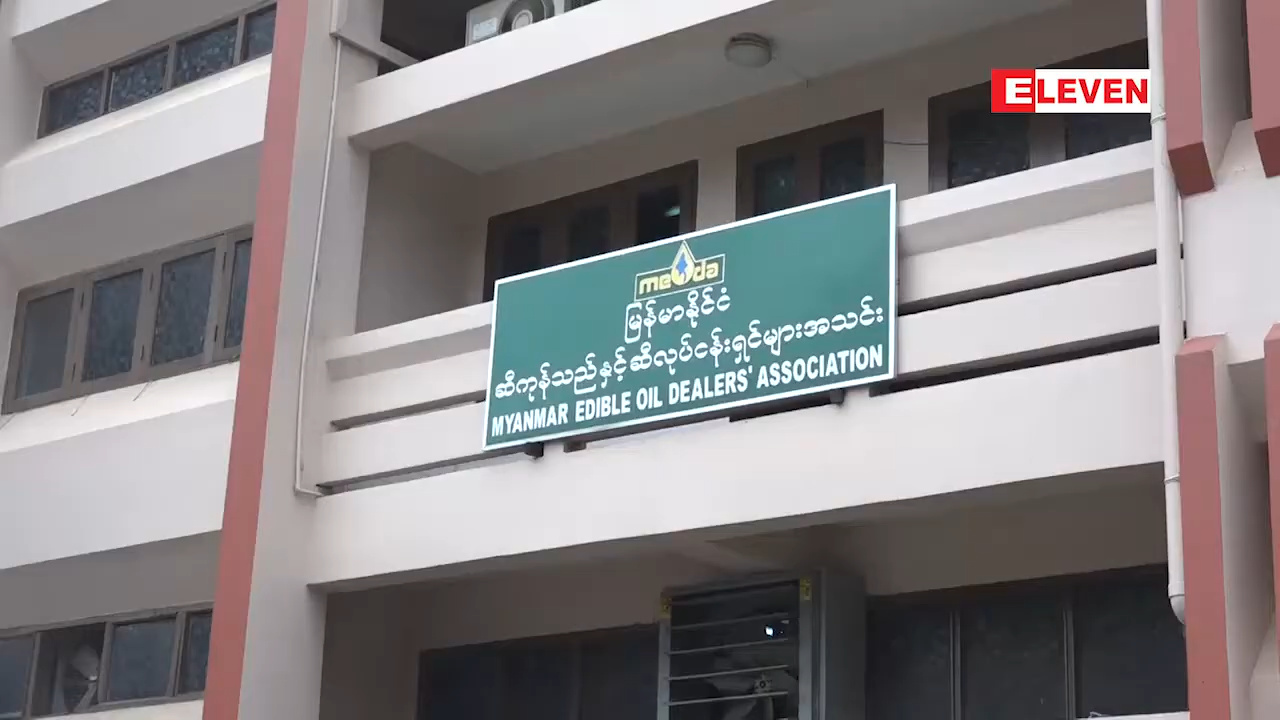 ELEVEN
meoda
မြန်မာနိုင်ငံ
ဆီကုန်သည်နှင့်ဆီလုပ်ငန်းရှင်များအသင်း
MYANMAR EDIBLE OIL DEALERS' ASSOCIATION